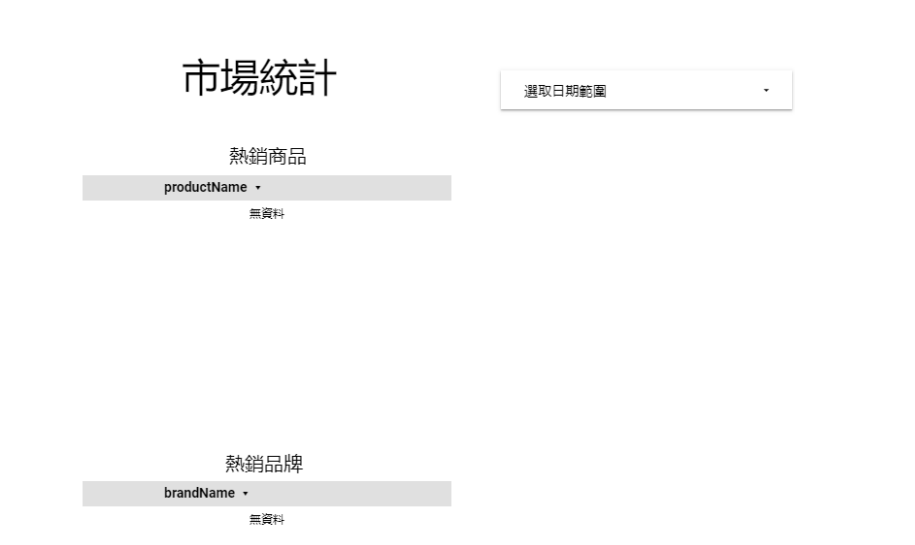 市場統計
選取日期範圍
熱銷商品
productName
無資料
熱銷品牌
brandName
無資料